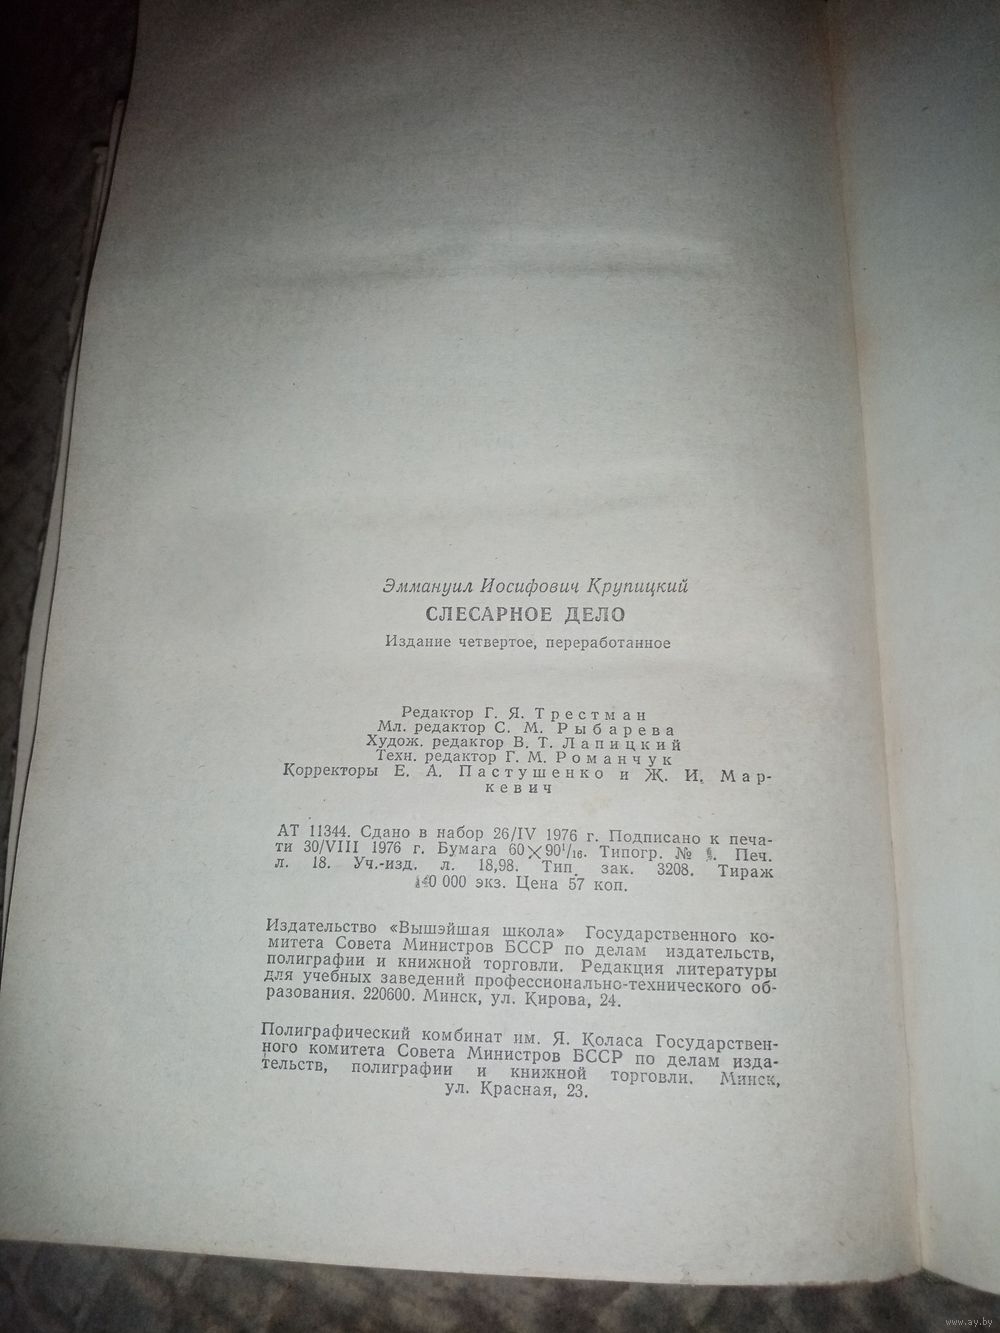 Эммануил Иосифович Крупицкий
СЛЕСАРНОЕ ДЕЛО
Издание четвертое, переработанное
Редактор Г. Я. Трестман
Мл. редактор С. М. Рыбарева
Худож. редактор В. Т. Лапицкий
Техн. редактор Г. М. Романчук
Корректоры Е. А. Пастушенко и Ж. И. Мар-
кевич
АТ 11344. Сдано в набор 26/IV 1976 г. Подписано к печа-
ти 30/VIII 1976 г. Бумага 60×90¹/₁₆. Типогр. № Печ.
л. 18. Уч.-изд. л. 18,98. Тип. зак. 3208. Тираж
экз. Цена 57 коп.
Издательство «Вышэйшая школа» Государственного ко-
митета Совета Министров БССР по делам издательств,
полиграфии и книжной торговли. Редакция литературы
для учебных заведений профессионально-технического об-
разования. 220600. Минск, ул. Кирова, 24.
Полиграфический комбинат им. Я. Коласа Государствен-
ного комитета Совета Министров БССР по делам изда-
тельств, полиграфии и книжной торговли. Минск,
ул. Красная, 23.
www.ay.by